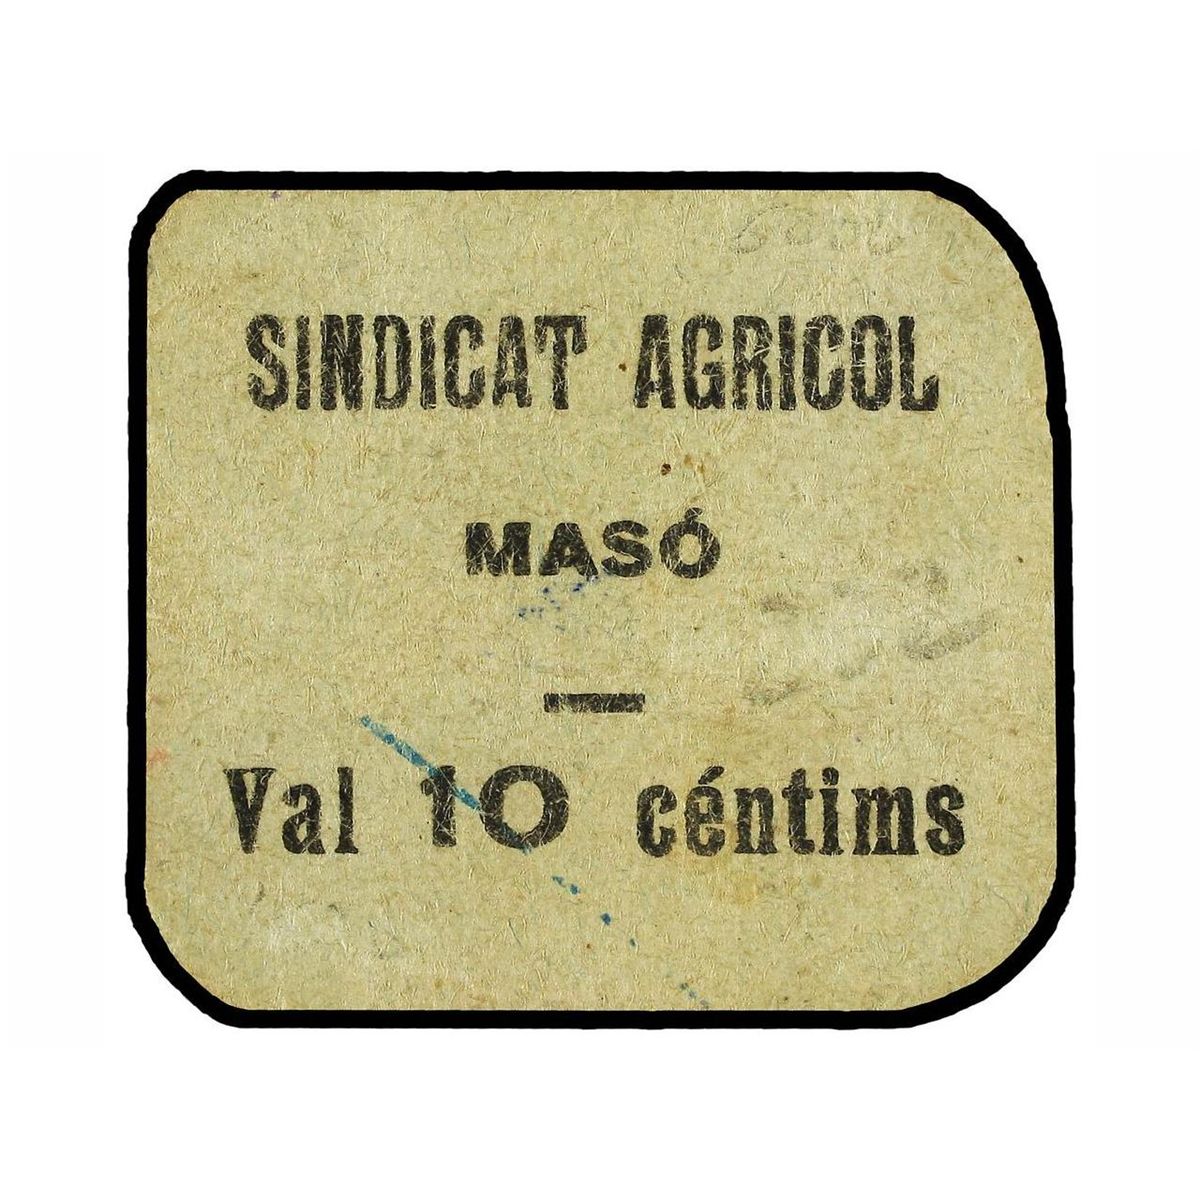 SINDICAT AGRICOL
MASÓ
Val 10 céntims